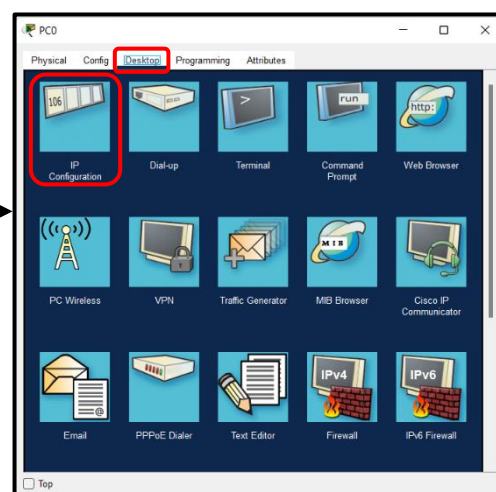 PC0
Physical Config Desktop Programming Attributes
106
>
run
http:
IP
Configuration
Dial-up
Terminal
Command
Prompt
Web Browser
((o))
MIB
PC Wireless
VPN
Traffic Generator
MIB Browser
Cisco IP
Communicator
@
IPv4
IPv6
Email
PPPoE Dialer
Text Editor
Firewall
IPv6 Firewall
Top